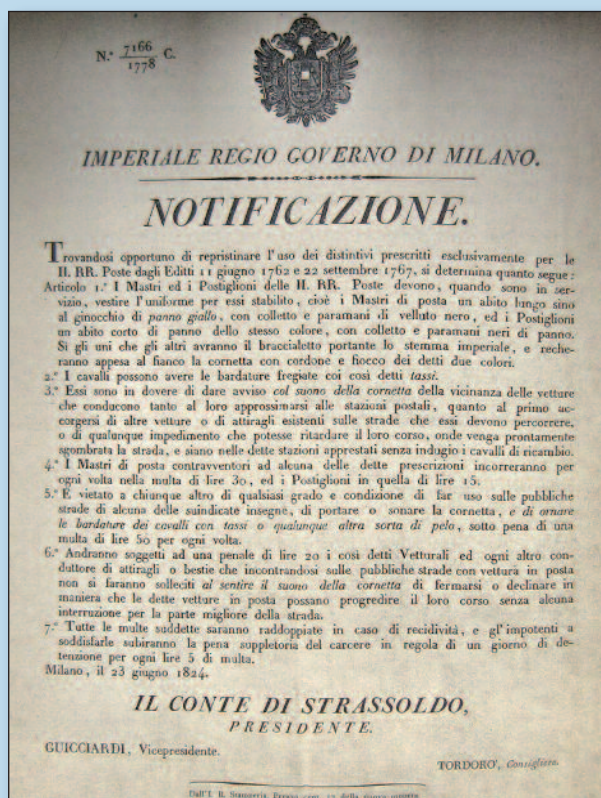 N.° 7166/1778 C.
IMPERIALE REGIO GOVERNO DI MILANO.
NOTIFICAZIONE.
Trovandosi opportuno di repristinare l'uso dei distintivi prescritti esclusivamente per le
II. RR. Poste dagli Editti 11 giugno 1762 e 22 settembre 1767, si determina quanto segue:
Articolo 1.° I Mastri ed i Postiglioni delle II. RR. Poste devono, quando sono in ser-
vizio, vestire l'uniforme per essi stabilito, cioè i Mastri di posta un abito lungo sino
al ginocchio di panno giallo, con colletto e paramani di velluto nero, ed i Postiglioni
un abito corto di panno dello stesso colore, con colletto e paramani neri di panno.
Sì gli uni che gli altri avranno il braccialetto portante lo stemma imperiale, e reche-
ranno appesa al fianco la cornetta con cordone e fiocco dei detti due colori.
2.° I cavalli possono avere le bardature fregiate coi così detti tassi.
3.° Essi sono in dovere di dare avviso col suono della cornetta della vicinanza delle vetture
che conducono tanto al loro approssimarsi alle stazioni postali, quanto al primo ac-
corgersi di altre vetture o di attiragli esistenti sulle strade che essi devono percorrere,
o di qualunque impedimento che potesse ritardare il loro corso, onde venga prontamente
sgombrata la strada, e siano nelle dette stazioni apprestati senza indugio i cavalli di ricambio.
4.° I Mastri di posta contravventori ad alcuna delle dette prescrizioni incorreranno per
ogni volta nella multa di lire 30, ed i Postiglioni in quella di lire 15.
5.° È vietato a chiunque altro di qualsiasi grado e condizione di far uso sulle pubbliche
strade di alcuna delle suindicate insegne, di portare o sonare la cornetta, e di ornare
le bardature dei cavalli con tassi o qualunque altra sorta di pelo, sotto pena di una
multa di lire 50 per ogni volta.
6.° Andranno soggetti ad una penale di lire 20 i così detti Vetturali ed ogni altro con-
duttore di attiragli o bestie che incontrandosi sulle pubbliche strade con vetture in posta
non si faranno solleciti al sentire il suono della cornetta di fermarsi o declinare in
maniera che le dette vetture in posta possano progredire il loro corso senza alcuna
interruzione per la parte migliore della strada.
7.° Tutte le multe suddette saranno raddoppiate in caso di recidività, e gl'impotenti a
soddisfarle subiranno la pena suppletoria del carcere in regola di un giorno di de-
tenzione per ogni lire 5 di multa.
Milano, il 23 giugno 1824.
IL CONTE DI STRASSOLDO,
PRESIDENTE.
GUICCIARDI, Vicepresidente.
TORDORÒ, Consigliere.
Dall'I. R. Stamperia.